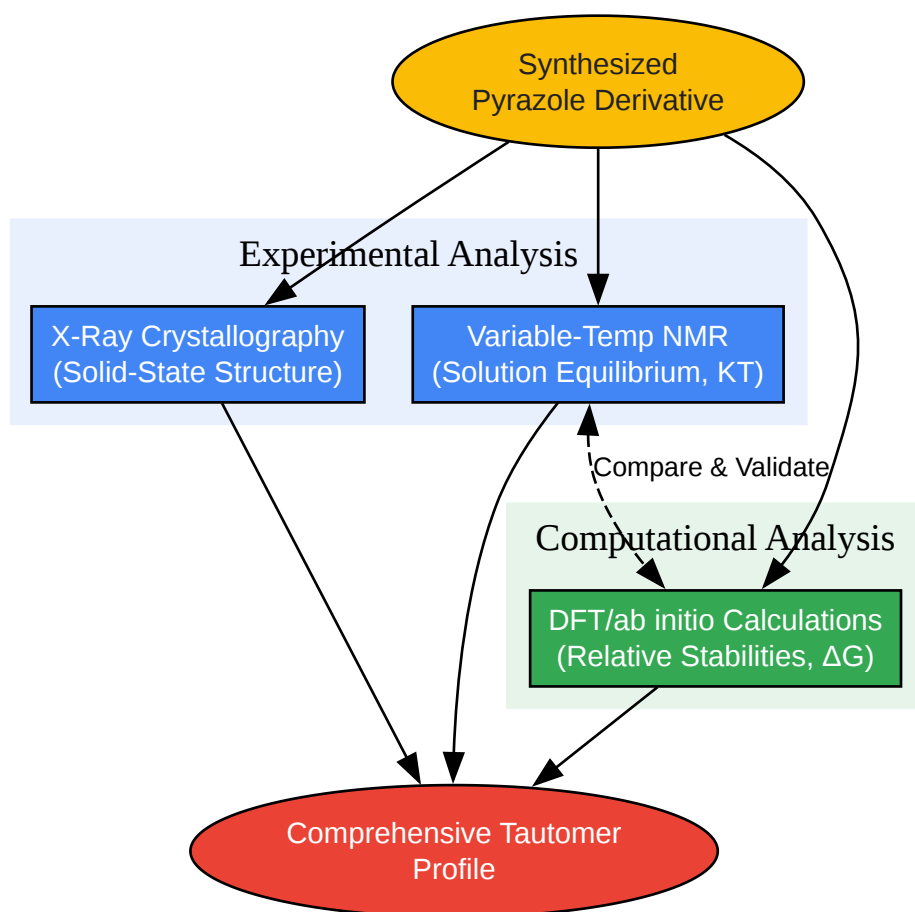 Synthesized
Pyrazole Derivative
Experimental Analysis
X-Ray Crystallography
(Solid-State Structure)
Variable-Temp NMR
(Solution Equilibrium, KT)
Compare & Validate
Computational Analysis
DFT/ab initio Calculations
(Relative Stabilities, ΔG)
Comprehensive Tautomer
Profile